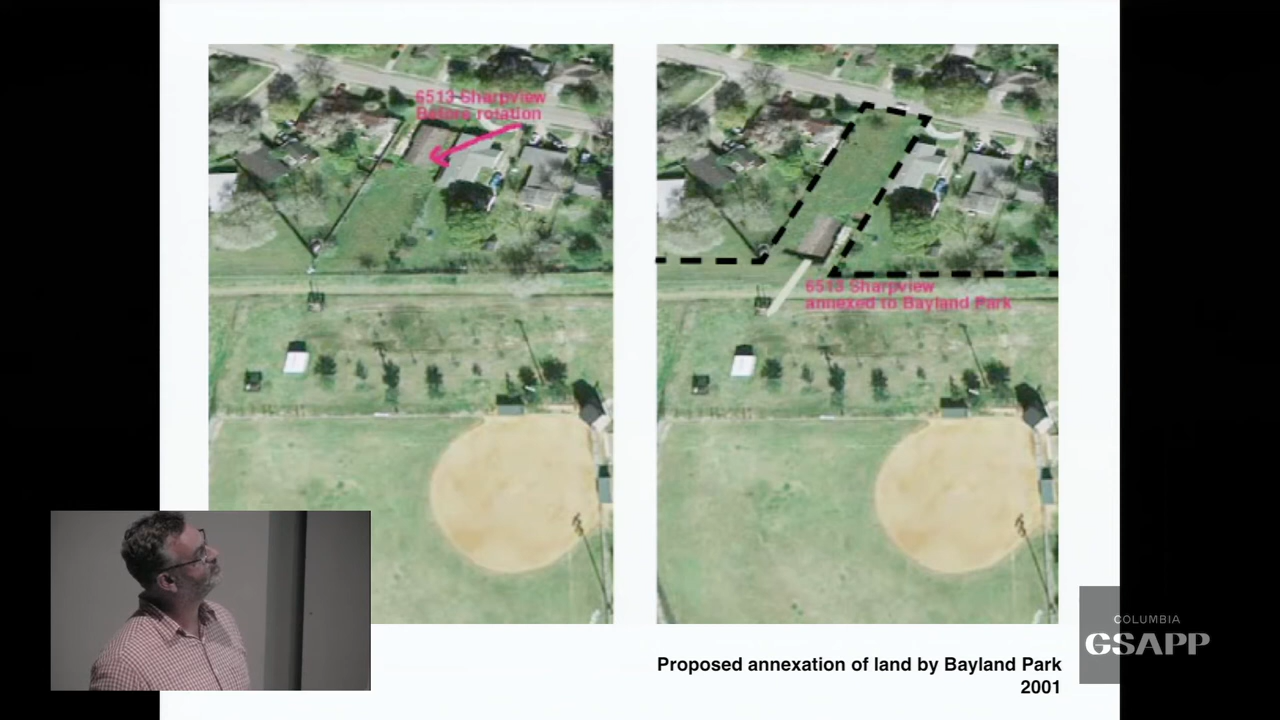 6513 Sharpview
Before rotation
6513 Sharpview
annexed to Bayland Park
Proposed annexation of land by Bayland Park
2001
COLUMBIA
GSAPP